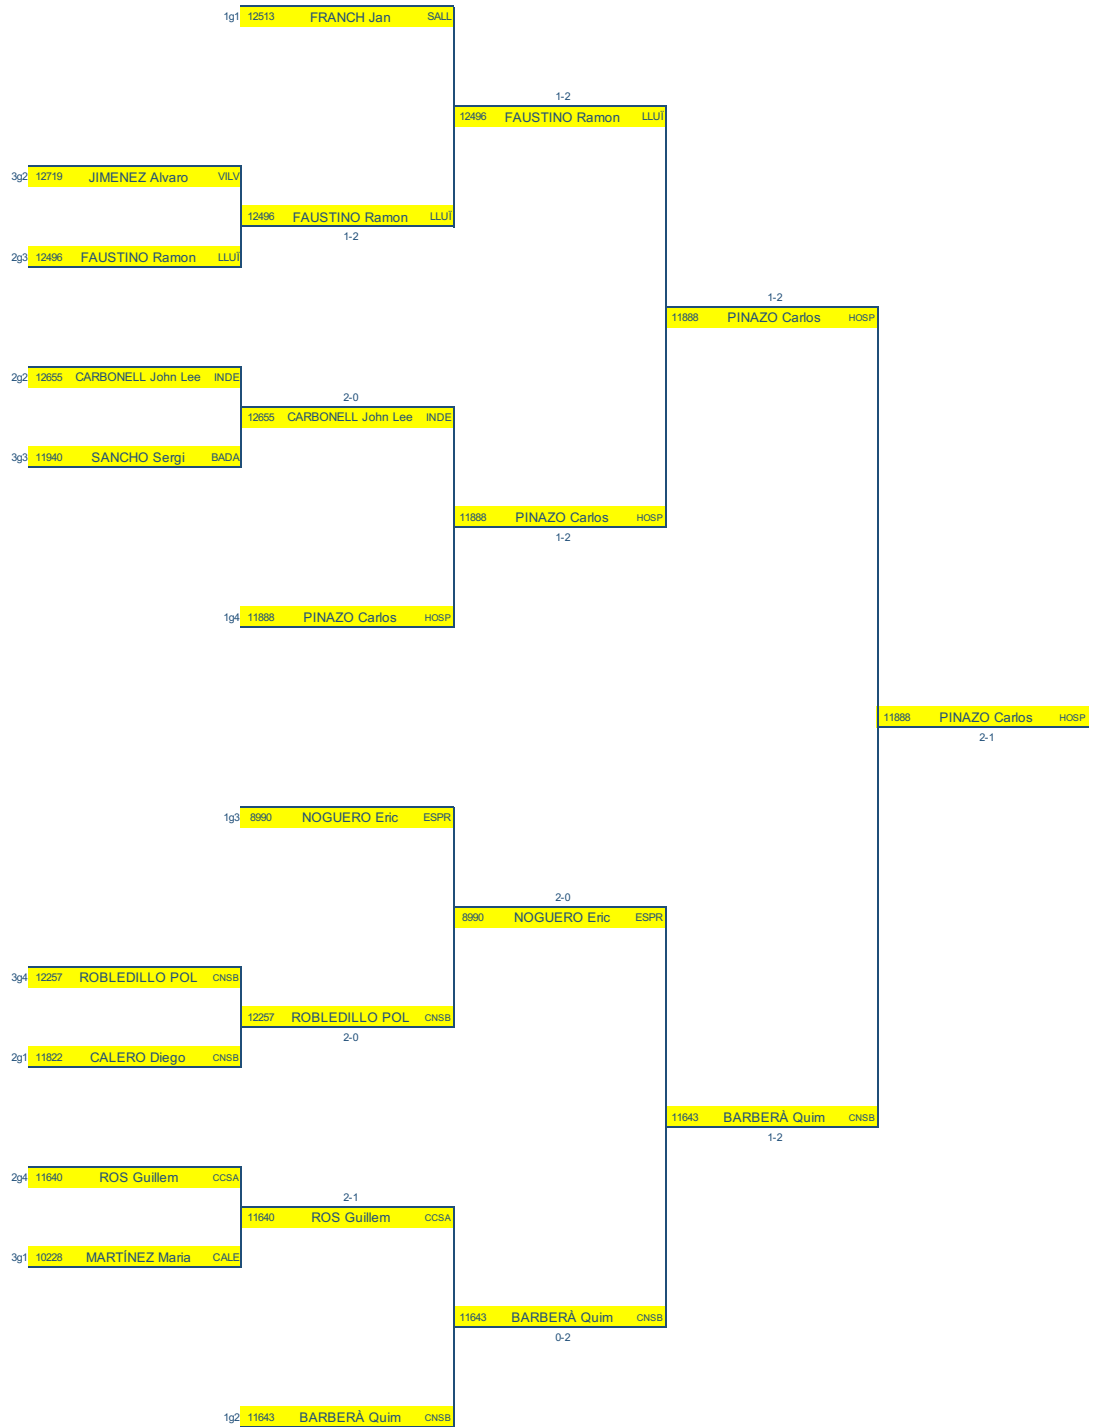 1g1 12513 FRANCH Jan SALL
1-2
12496 FAUSTINO Ramon LLUÏ
3g2 12719 JIMENEZ Alvaro VILV
12496 FAUSTINO Ramon LLUÏ
1-2
2g3 12496 FAUSTINO Ramon LLUÏ
1-2
11888 PINAZO Carlos HOSP
2g2 12655 CARBONELL John Lee INDE
2-0
12655 CARBONELL John Lee INDE
3g3 11940 SANCHO Sergi BADA
11888 PINAZO Carlos HOSP
1-2
1g4 11888 PINAZO Carlos HOSP
11888 PINAZO Carlos HOSP
2-1
1g3 8990 NOGUERO Eric ESPR
2-0
8990 NOGUERO Eric ESPR
3g4 12257 ROBLEDILLO POL CNSB
12257 ROBLEDILLO POL CNSB
2-0
2g1 11822 CALERO Diego CNSB
11643 BARBERÀ Quim CNSB
1-2
2g4 11640 ROS Guillem CCSA
2-1
11640 ROS Guillem CCSA
3g1 10228 MARTÍNEZ Maria CALE
11643 BARBERÀ Quim CNSB
0-2
1g2 11643 BARBERÀ Quim CNSB